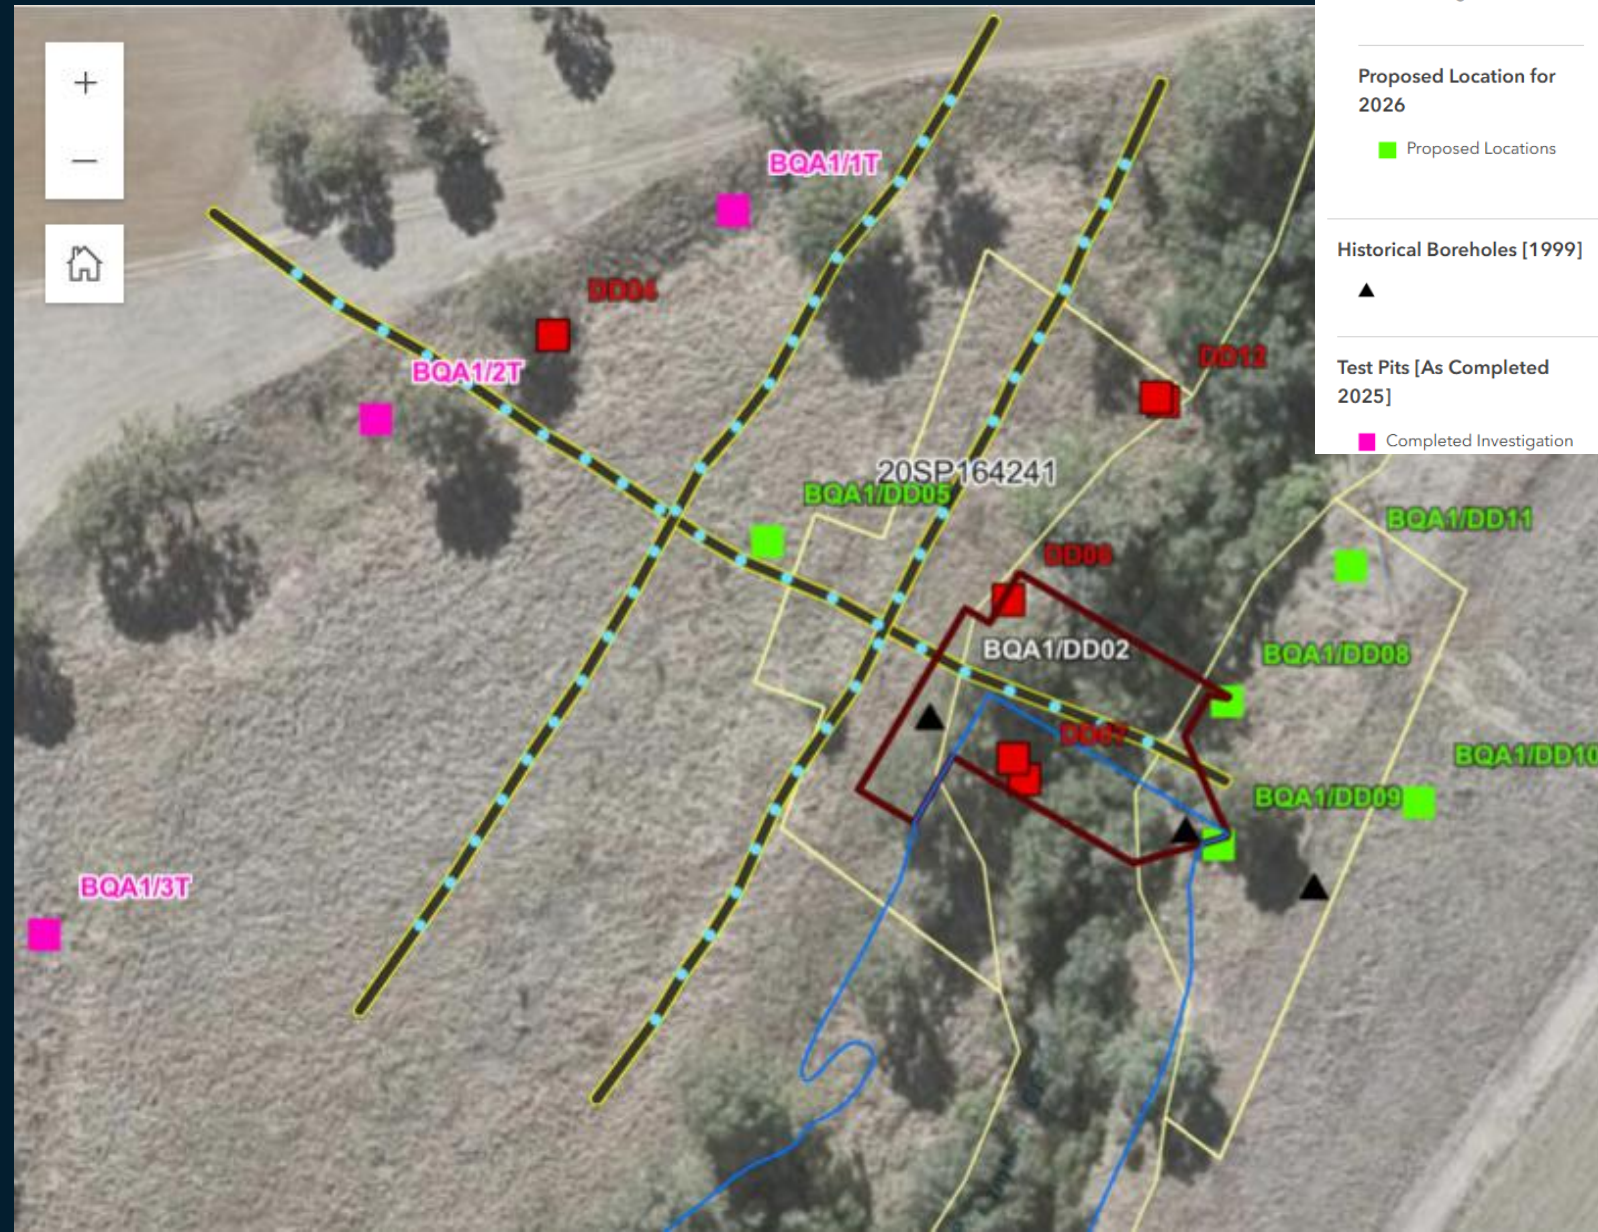 Proposed Location for
2026
Proposed Locations
Historical Boreholes [1999]
Test Pits [As Completed
2025]
Completed Investigation
+
−
BQA1/1T
DD04
BQA1/2T
DD12
20SP164241
BQA1/DD05
BQA1/DD11
BQA1/DD02
BQA1/DD08
DD07
BQA1/DD10
BQA1/DD09
BQA1/3T